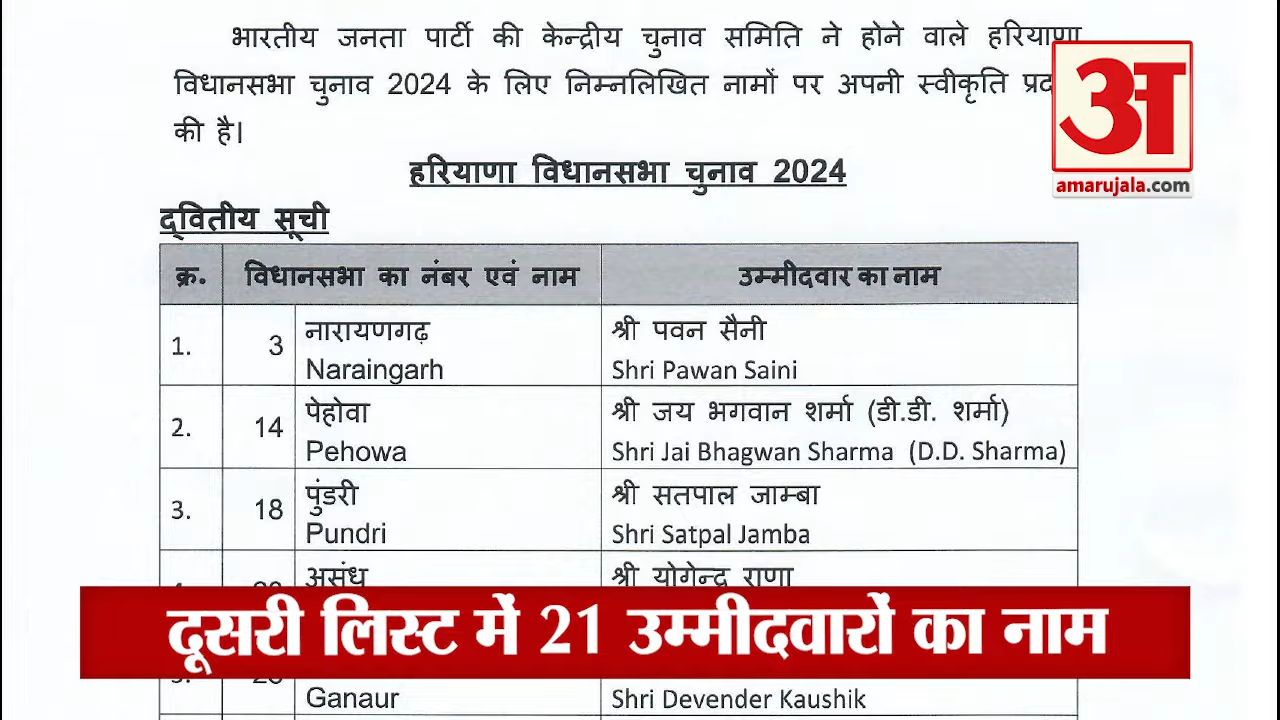 भारतीय जनता पार्टी की केन्द्रीय चुनाव समिति ने होने वाले हरियाणा
विधानसभा चुनाव 2024 के लिए निम्नलिखित नामों पर अपनी स्वीकृति
की है।
अ
amarujala.com
हरियाणा विधानसभा चुनाव 2024
द्वितीय सूची
क्र. विधानसभा का नंबर एवं नाम उम्मीदवार का नाम
1. 3 नारायणगढ़ श्री पवन सैनी
Naraingarh Shri Pawan Saini
2. 14 पेहोवा श्री जय भगवान शर्मा (डी.डी. शर्मा)
Pehowa Shri Jai Bhagwan Sharma (D.D. Sharma)
3. 18 पुंडरी श्री सतपाल जाम्बा
Pundri Shri Satpal Jamba
असंध श्री योगेन्द्र राणा
दूसरी लिस्ट में 21 उम्मीदवारों का नाम
Ganaur Shri Devender Kaushik